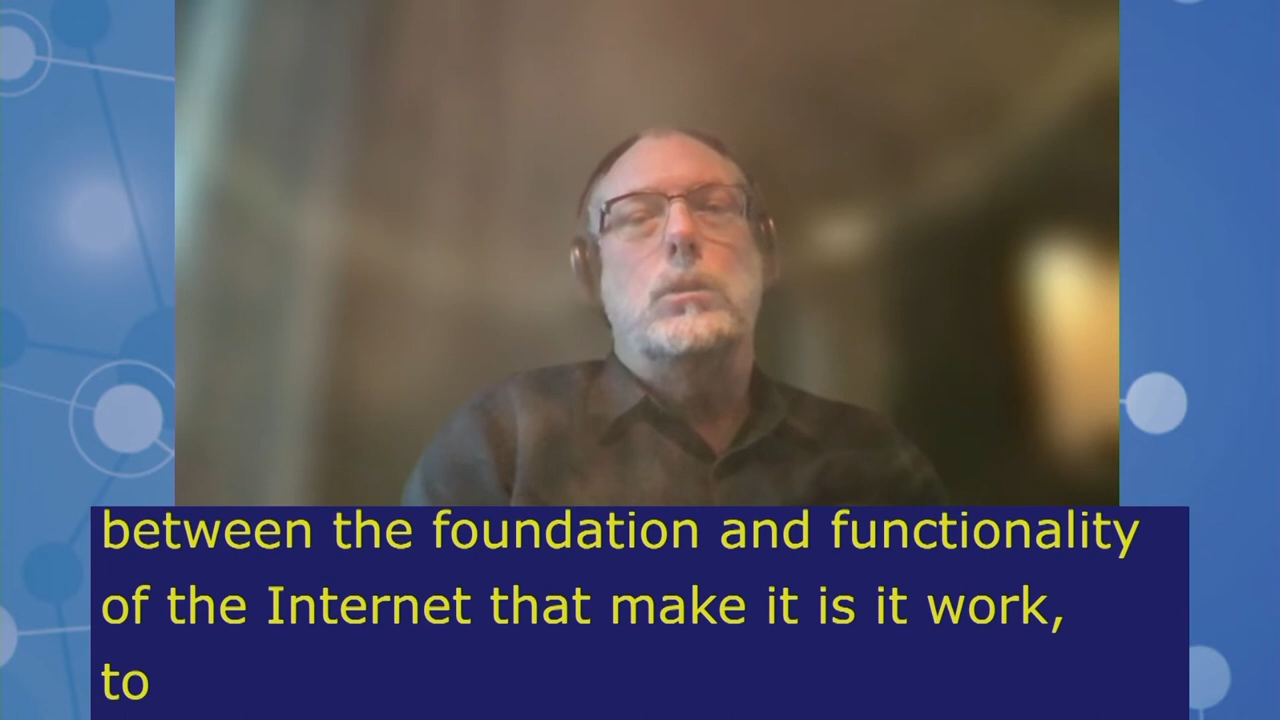 between the foundation and functionality
of the Internet that make it is it work,
to